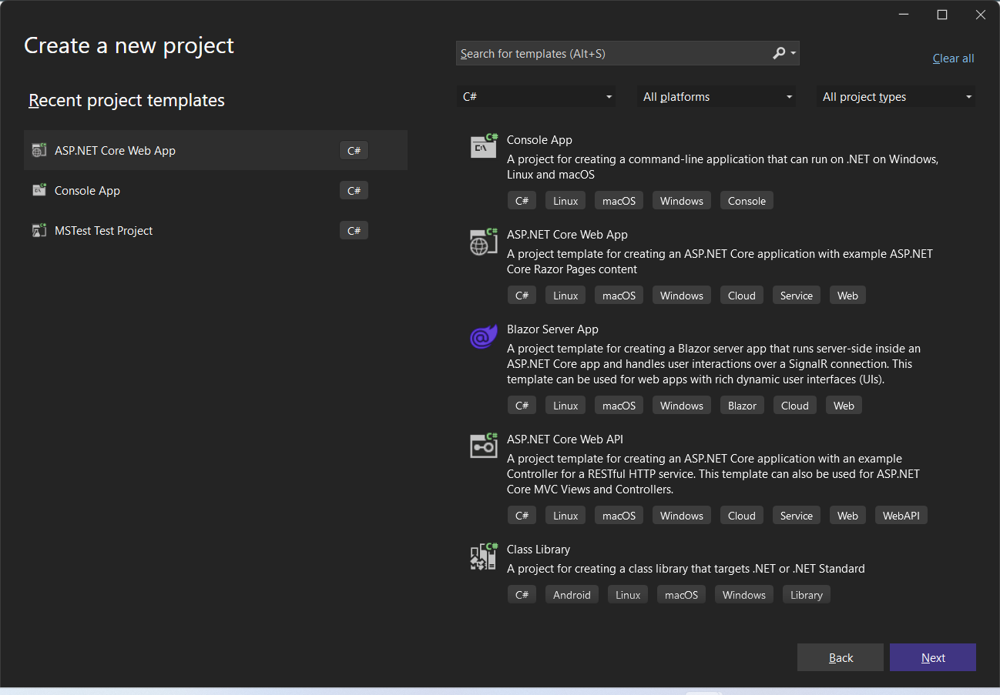 Create a new project
Search for templates (Alt+S)
Clear all
Recent project templates
C#
All platforms
All project types
ASP.NET Core Web App
C#
Console App
C#
MSTest Test Project
C#
Console App
A project for creating a command-line application that can run on .NET on Windows,
Linux and macOS
C# Linux macOS Windows Console
ASP.NET Core Web App
A project template for creating an ASP.NET Core application with example ASP.NET
Core Razor Pages content
C# Linux macOS Windows Cloud Service Web
Blazor Server App
A project template for creating a Blazor server app that runs server-side inside an
ASP.NET Core app and handles user interactions over a SignalR connection. This
template can be used for web apps with rich dynamic user interfaces (UIs).
C# Linux macOS Windows Blazor Cloud Web
ASP.NET Core Web API
A project template for creating an ASP.NET Core application with an example
Controller for a RESTful HTTP service. This template can also be used for ASP.NET
Core MVC Views and Controllers.
C# Linux macOS Windows Cloud Service Web WebAPI
Class Library
A project for creating a class library that targets .NET or .NET Standard
C# Android Linux macOS Windows Library
Back
Next